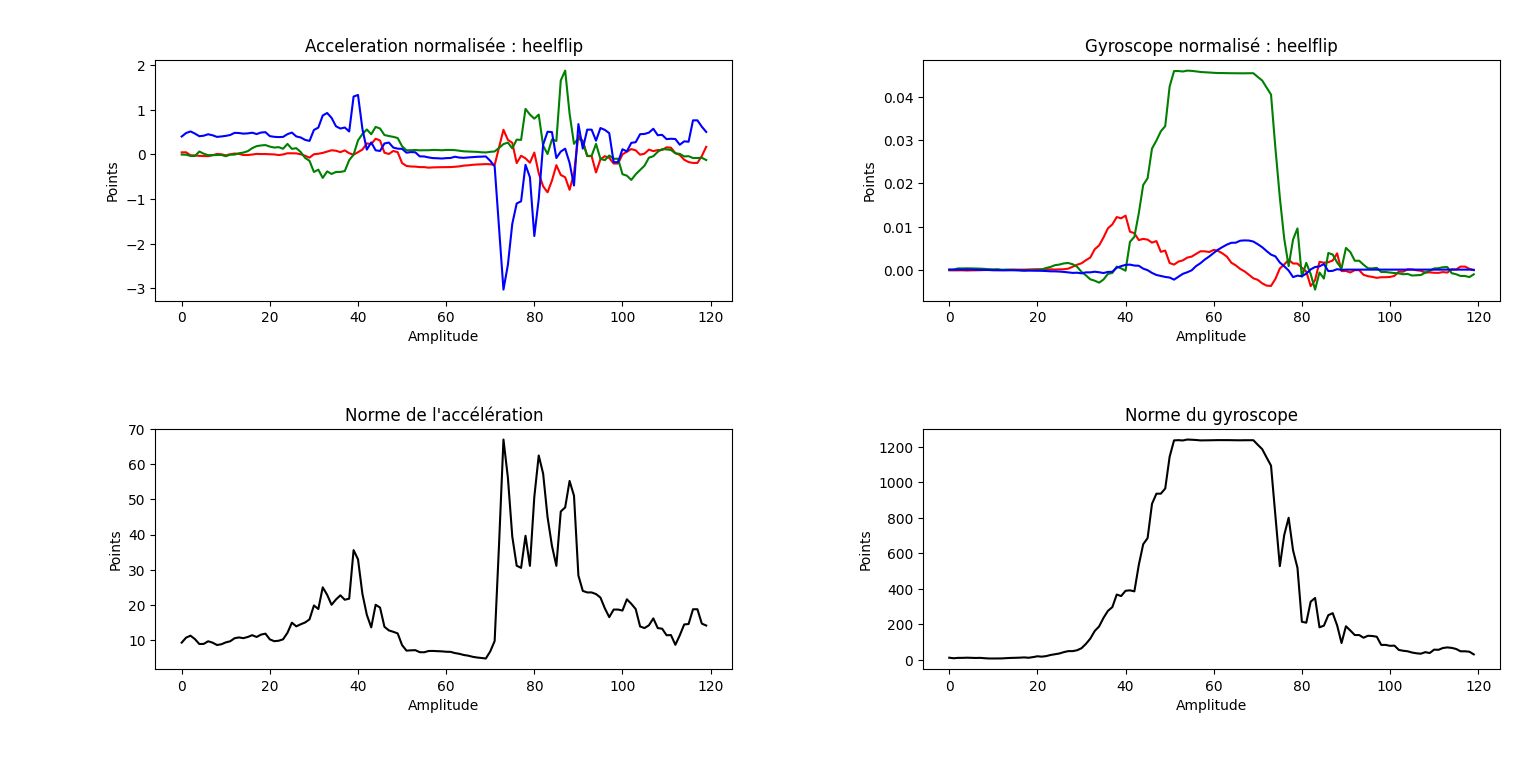 Acceleration normalisée : heelflip
2
1
0
−1
−2
−3
Points
0 20 40 60 80 100 120
Amplitude
Gyroscope normalisé : heelflip
0.04
0.03
0.02
0.01
0.00
Points
0 20 40 60 80 100 120
Amplitude
Norme de l'accélération
70
60
50
40
30
20
10
Points
0 20 40 60 80 100 120
Amplitude
Norme du gyroscope
1200
1000
800
600
400
200
0
Points
0 20 40 60 80 100 120
Amplitude